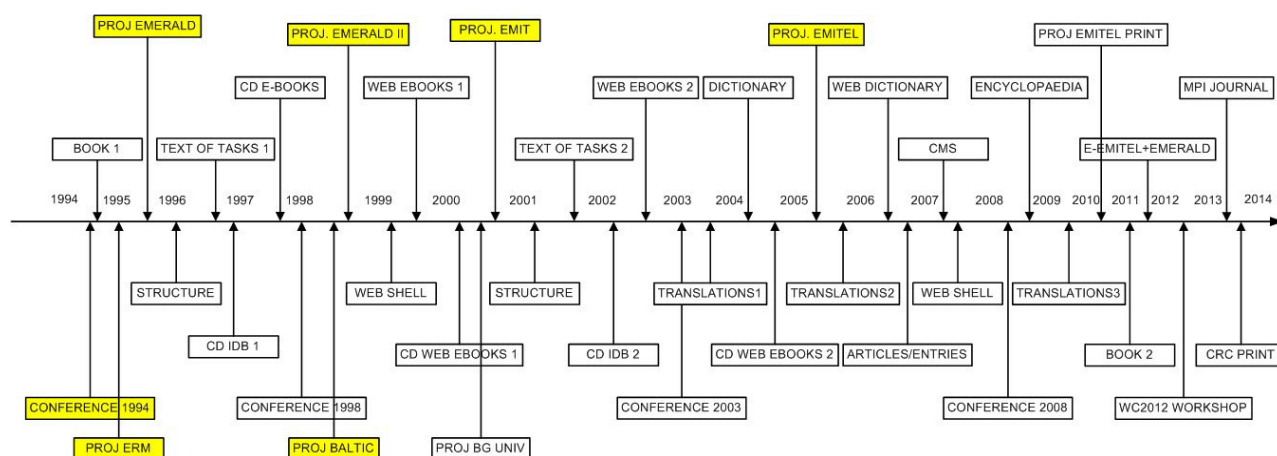 PROJ EMERALD
PROJ. EMERALD II
PROJ. EMIT
PROJ. EMITEL
PROJ EMITEL PRINT
CD E-BOOKS
WEB EBOOKS 1
WEB EBOOKS 2
DICTIONARY
WEB DICTIONARY
ENCYCLOPAEDIA
MPI JOURNAL
BOOK 1
TEXT OF TASKS 1
TEXT OF TASKS 2
CMS
E-EMITEL+EMERALD
1994 1995 1996 1997 1998 1999 2000 2001 2002 2003 2004 2005 2006 2007 2008 2009 2010 2011 2012 2013 2014
STRUCTURE
WEB SHELL
STRUCTURE
TRANSLATIONS1
TRANSLATIONS2
WEB SHELL
TRANSLATIONS3
CD IDB 1
CD WEB EBOOKS 1
CD IDB 2
CD WEB EBOOKS 2
ARTICLES/ENTRIES
BOOK 2
CRC PRINT
CONFERENCE 1994
CONFERENCE 1998
CONFERENCE 2003
CONFERENCE 2008
WC2012 WORKSHOP
PROJ ERM
PROJ BALTIC
PROJ BG UNIV